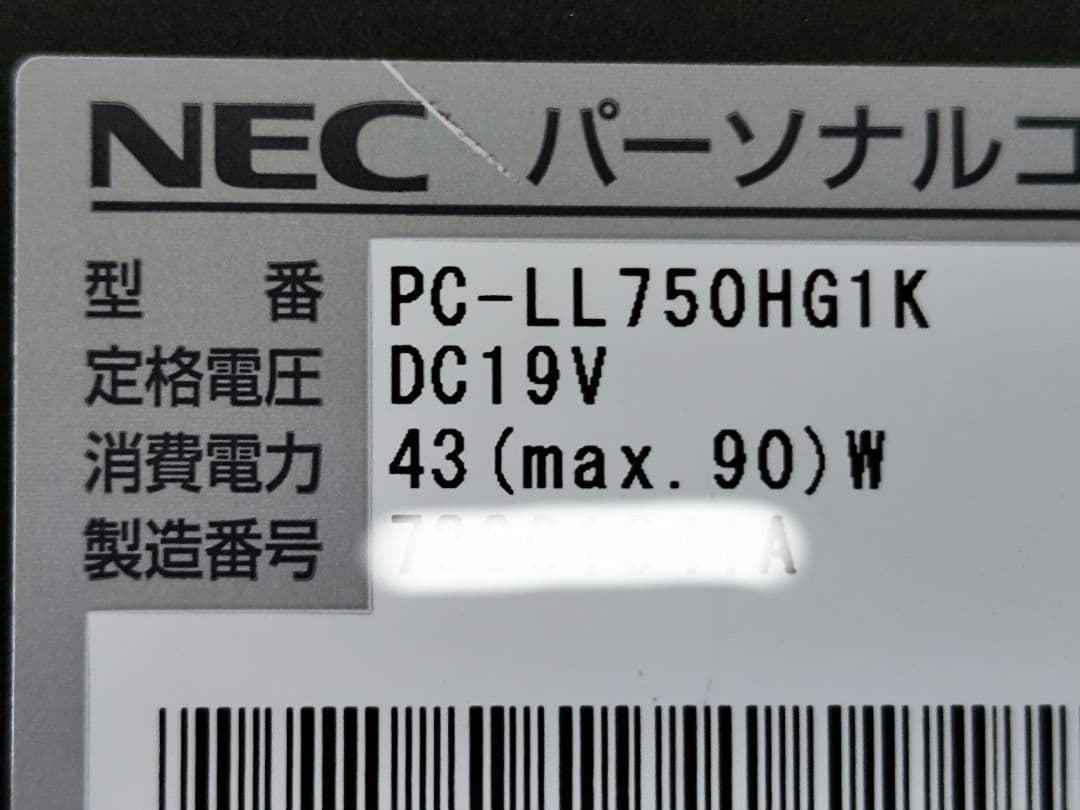 NEC パーソナルコ
型番 PC-LL750HG1K
定格電圧 DC19V
消費電力 43(max.90)W
製造番号